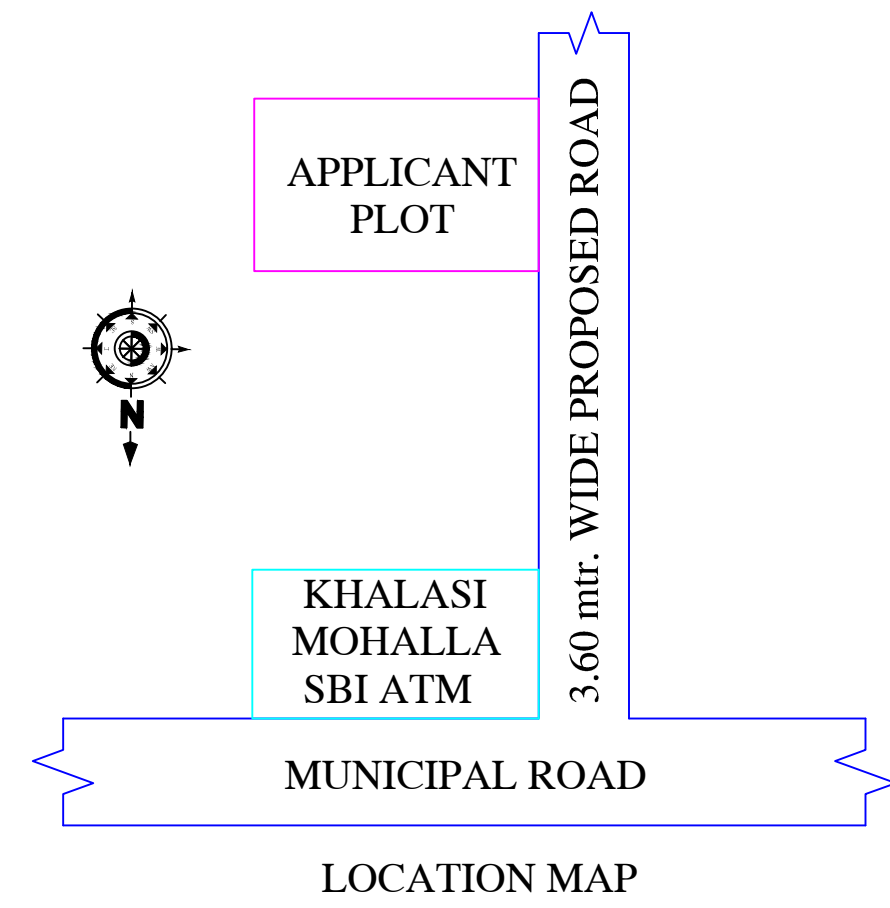 APPLICANT
PLOT
3.60 mtr. WIDE PROPOSED ROAD
N
KHALASI
MOHALLA
SBI ATM
MUNICIPAL ROAD
LOCATION MAP